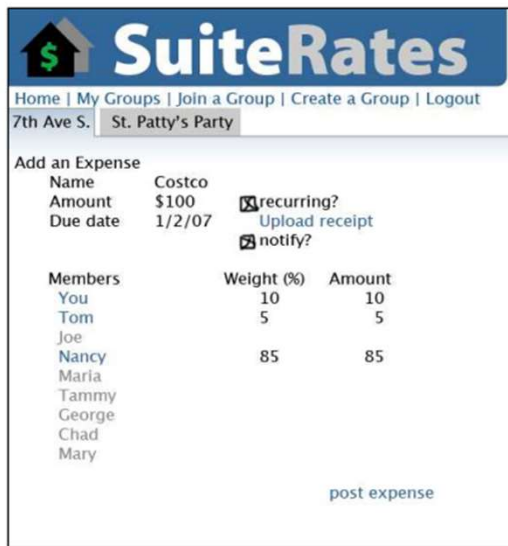 $ SuiteRates
Home | My Groups | Join a Group | Create a Group | Logout
7th Ave S. St. Patty's Party
Add an Expense
Name Costco
Amount $100 recurring?
Due date 1/2/07 Upload receipt
notify?
Members Weight (%) Amount
You 10 10
Tom 5 5
Joe
Nancy 85 85
Maria
Tammy
George
Chad
Mary
post expense